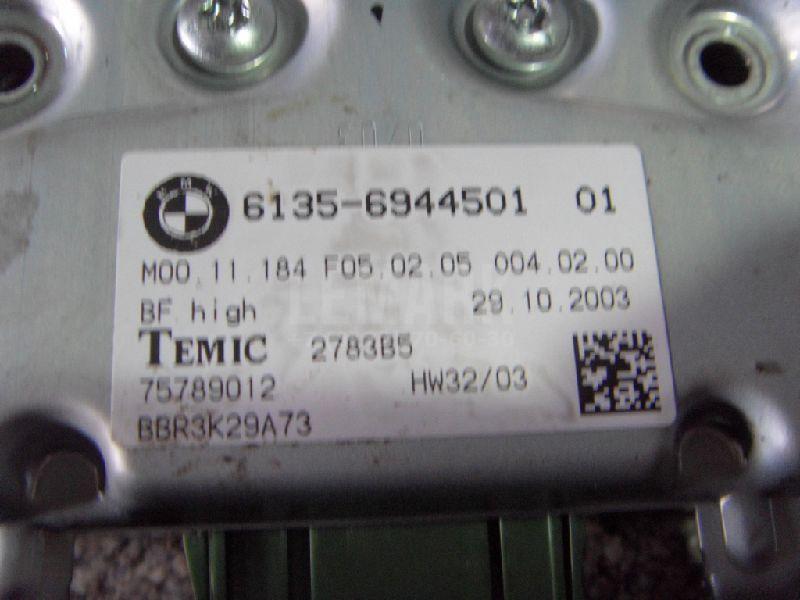 BMW
6135-6944501 01
M00.11.184 F05.02.05 004.02.00
BF high 29.10.2003
TEMIC 2783B5
75789012 HW32/03
BBR3K29A73